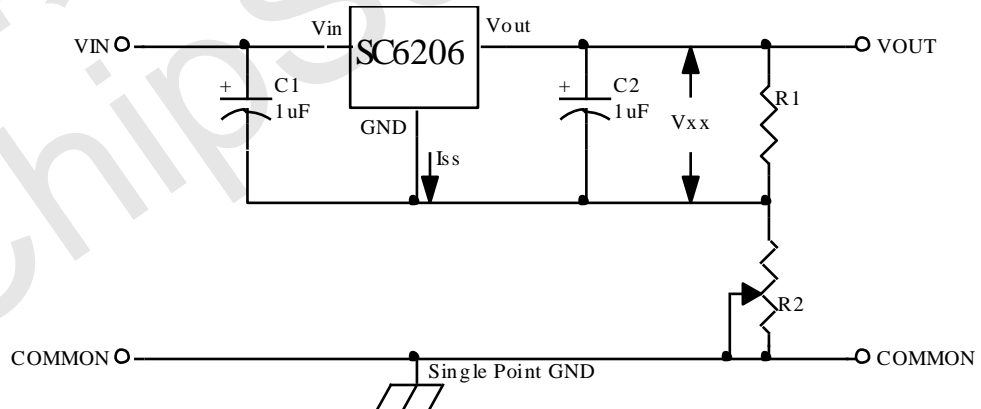 Vin
Vout
VIN
SC6206
VOUT
+
C1
1uF
+
C2
1uF
R1
GND
Vxx
Iss
R2
COMMON
Single Point GND
COMMON
Chips